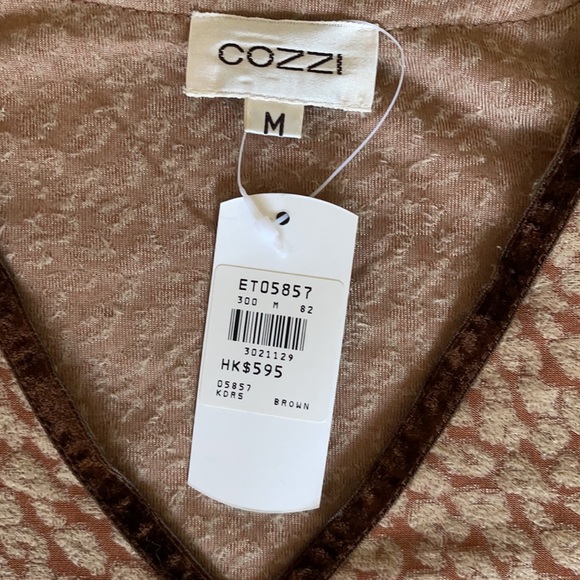 COZZI
M
ET05857
300 M 82
3021129
HK$595
05857
KDRS BROWN